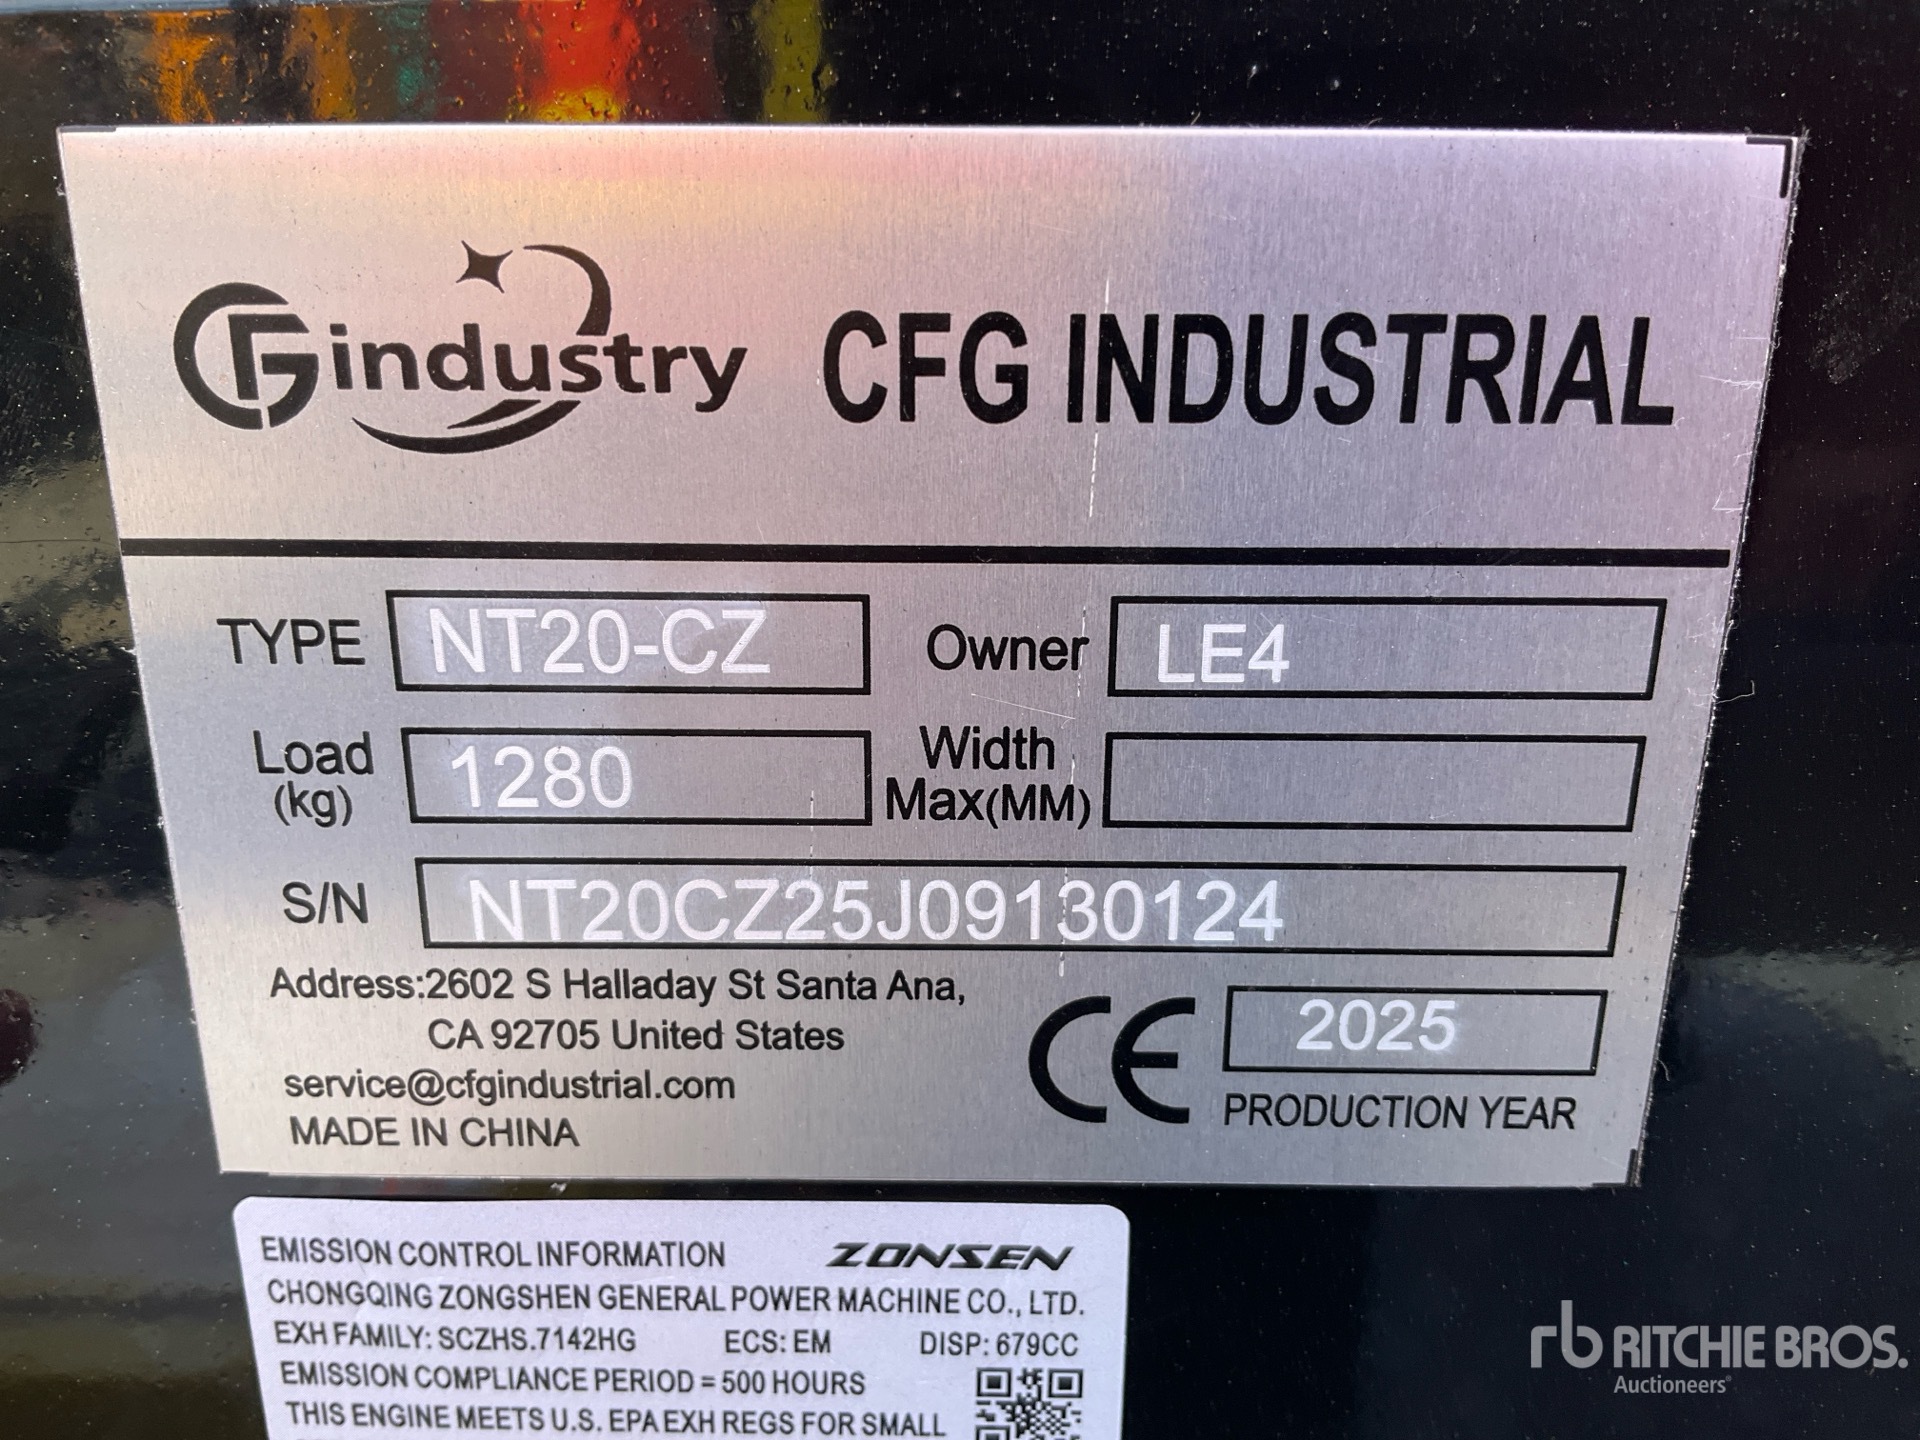 CFG industry CFG INDUSTRIAL
TYPE NT20-CZ Owner LE4
Load (kg) 1280 Width Max(MM)
S/N NT20CZ25J09130124
Address:2602 S Halladay St Santa Ana,
CA 92705 United States
service@cfgindustrial.com
MADE IN CHINA
CE 2025
PRODUCTION YEAR
EMISSION CONTROL INFORMATION ZONSEN
CHONGQING ZONGSHEN GENERAL POWER MACHINE CO., LTD.
EXH FAMILY: SCZHS.7142HG ECS: EM DISP: 679CC
EMISSION COMPLIANCE PERIOD = 500 HOURS
THIS ENGINE MEETS U.S. EPA EXH REGS FOR SMALL
rb RITCHIE BROS.
Auctioneers